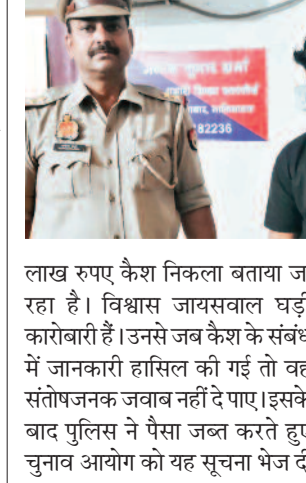 82236
लाख रुपए कैश निकला बताया ज
रहा है। विश्वास जायसवाल घड़ी
कारोबारी हैं।उनसे जब कैश के संबंध
में जानकारी हासिल की गई तो वह
संतोषजनक जवाब नहीं दे पाए।इसके
बाद पुलिस ने पैसा जब्त करते हुए
चुनाव आयोग को यह सूचना भेज दी